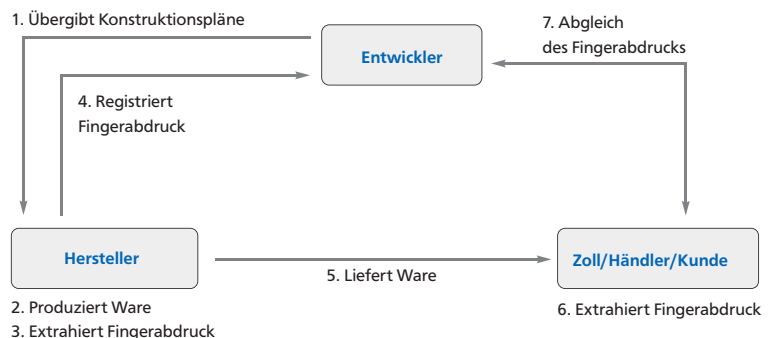 1. Übergibt Konstruktionspläne
7. Abgleich
des Fingerabdrucks
Entwickler
4. Registriert
Fingerabdruck
Hersteller
5. Liefert Ware
Zoll/Händler/Kunde
2. Produziert Ware
3. Extrahiert Fingerabdruck
6. Extrahiert Fingerabdruck